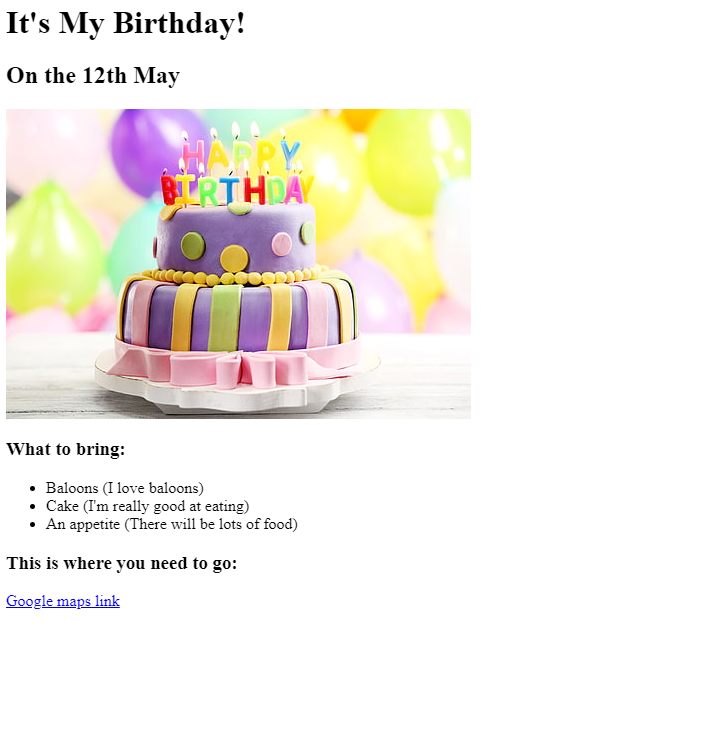 It's My Birthday!
On the 12th May
HAPPY
BIRTHDAY
What to bring:
Baloons (I love baloons)
Cake (I'm really good at eating)
An appetite (There will be lots of food)
This is where you need to go:
Google maps link